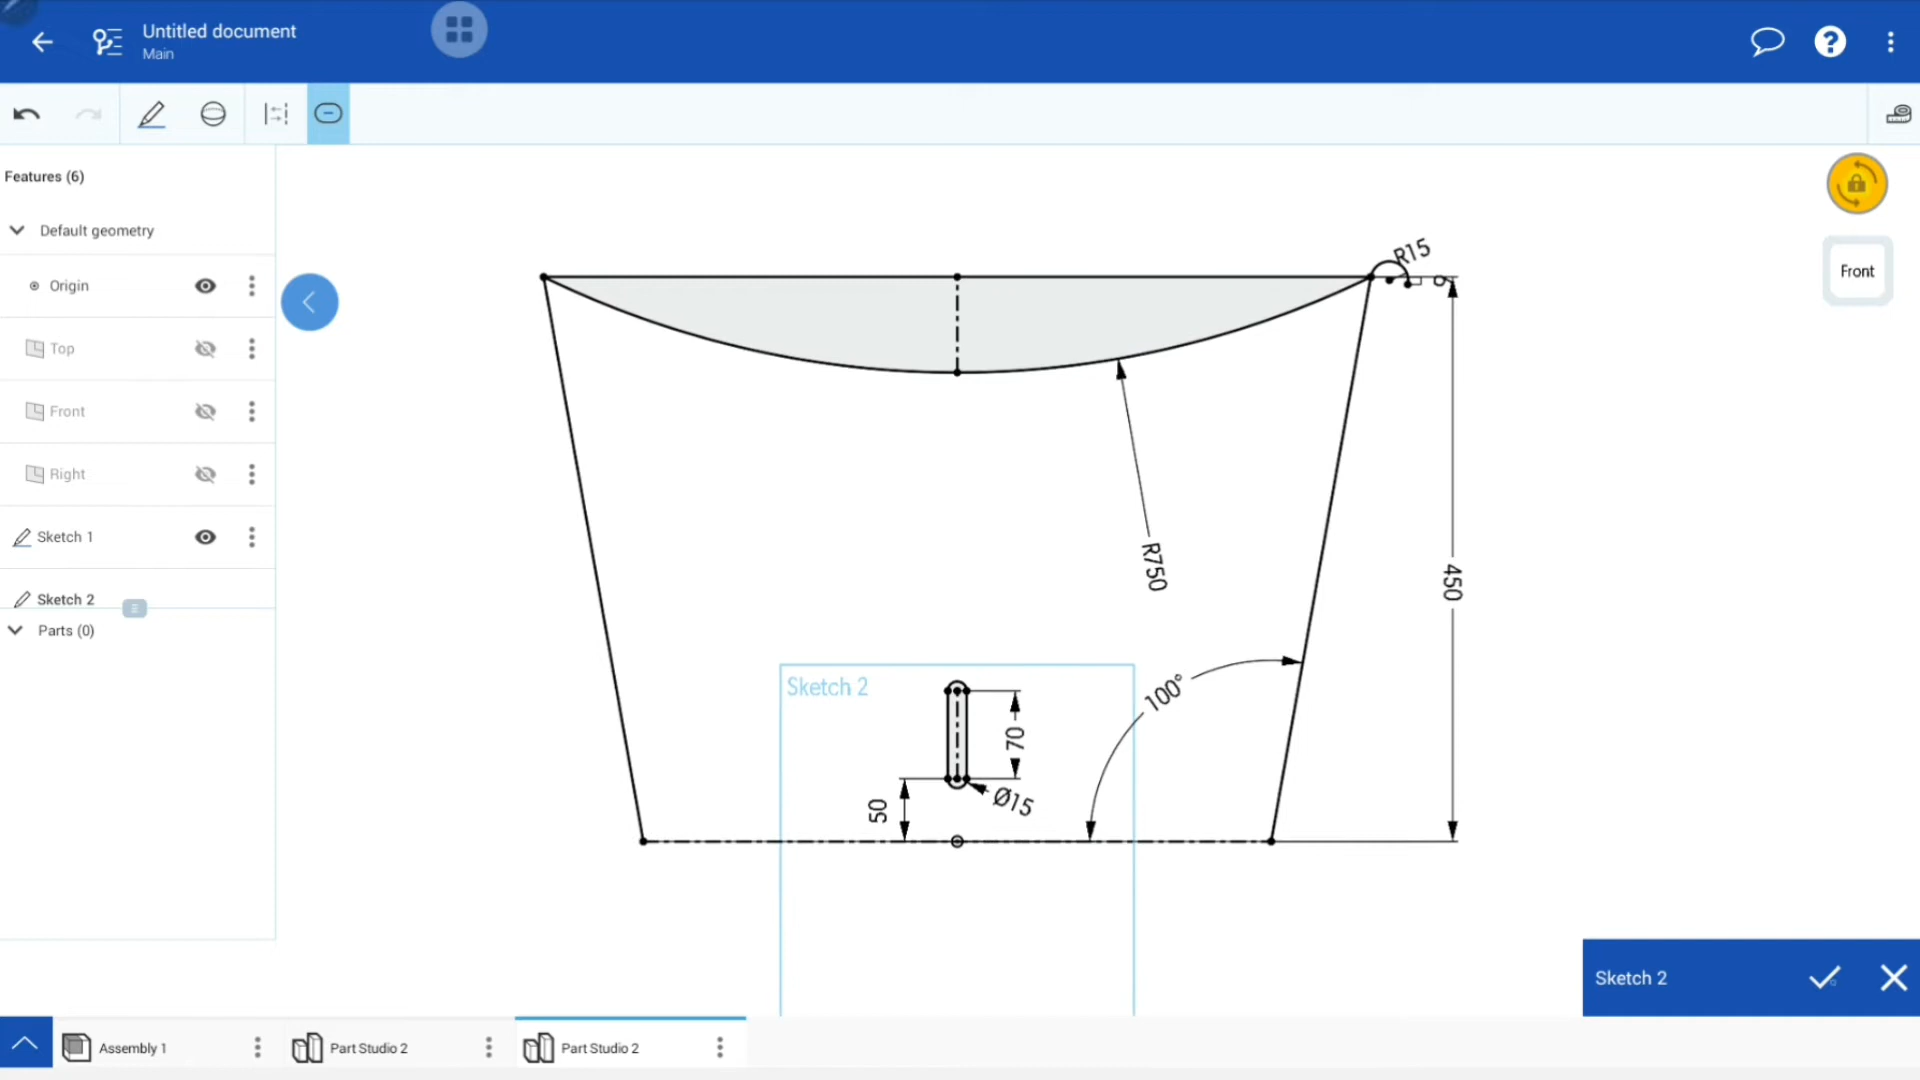 Untitled document
Main
Features (6)
Default geometry
Origin
Top
Front
Right
Sketch 1
Sketch 2
Parts (0)
R15
Front
R750
450
100°
Sketch 2
70
Ø15
50
Sketch 2
Assembly 1
Part Studio 2
Part Studio 2